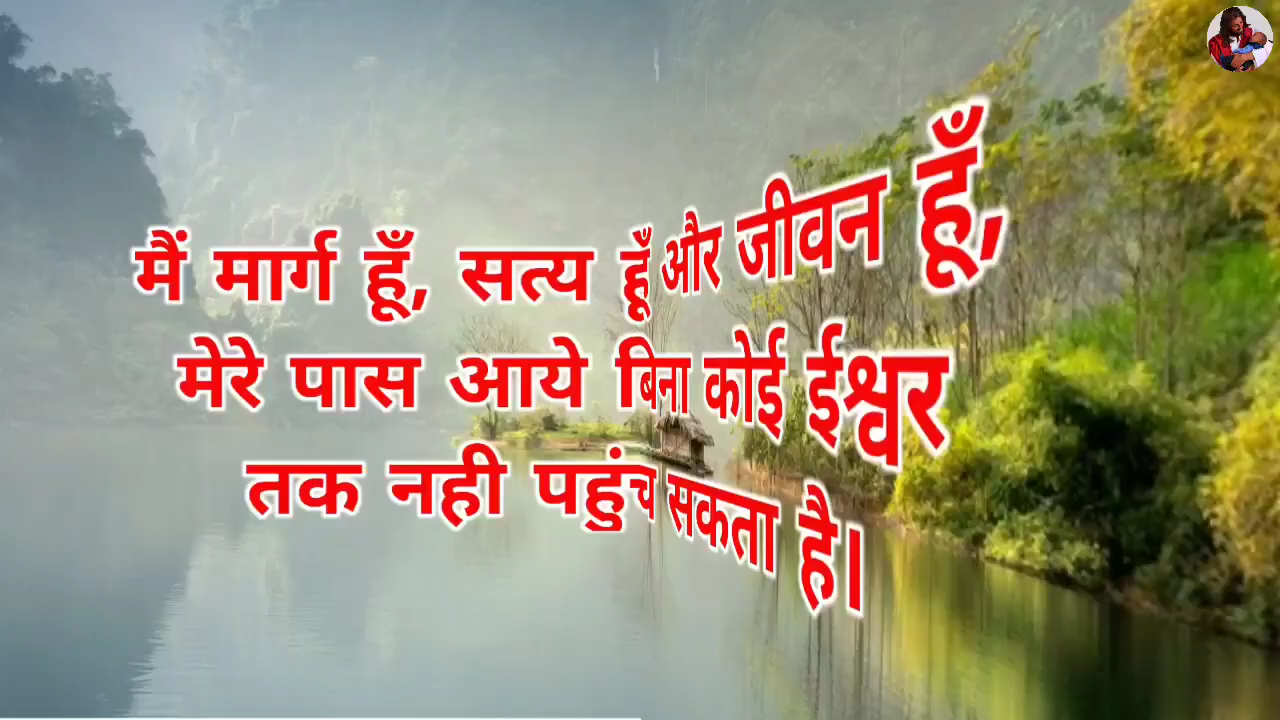 मैं मार्ग हूँ, सत्य हूँ और जीवन हूँ,
मेरे पास आये बिना कोई ईश्वर
तक नही पहुंच सकता है।